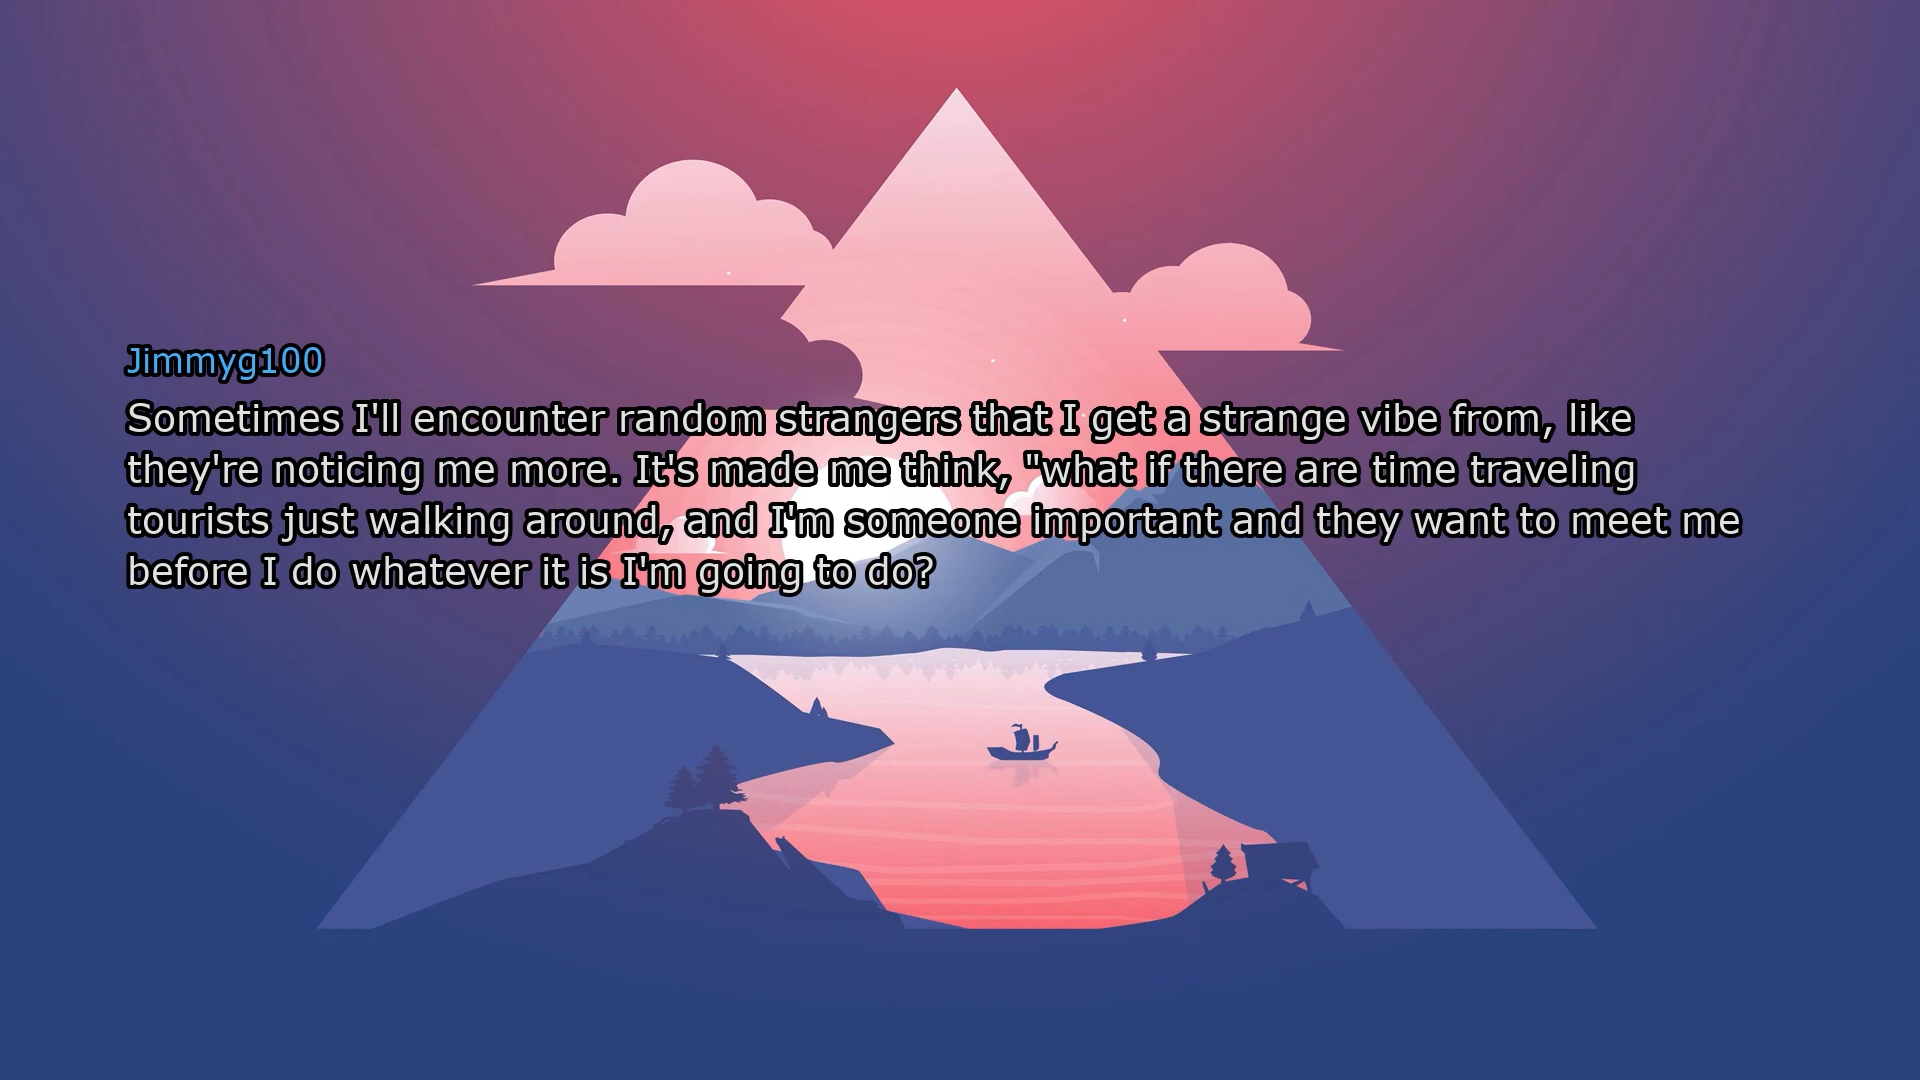 Jimmyg100
Sometimes I'll encounter random strangers that I get a strange vibe from, like
they're noticing me more. It's made me think, "what if there are time traveling
tourists just walking around, and I'm someone important and they want to meet me
before I do whatever it is I'm going to do?